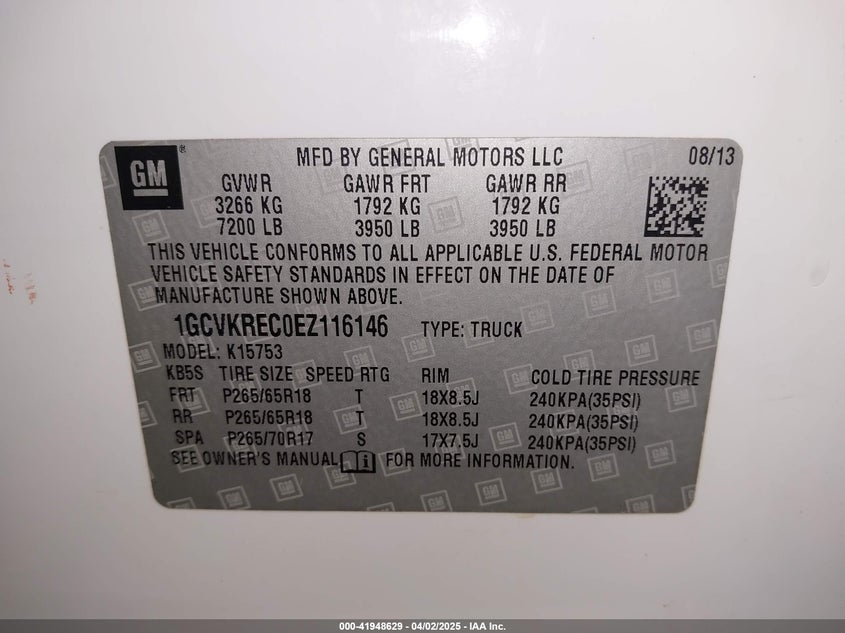 GM ® MFD BY GENERAL MOTORS LLC 08/13
GVWR GAWR FRT GAWR RR
3266 KG 1792 KG 1792 KG
7200 LB 3950 LB 3950 LB
THIS VEHICLE CONFORMS TO ALL APPLICABLE U.S. FEDERAL MOTOR
VEHICLE SAFETY STANDARDS IN EFFECT ON THE DATE OF
MANUFACTURE SHOWN ABOVE.
1GCVKREC0EZ116146 TYPE: TRUCK
MODEL: K15753
KB5S TIRE SIZE SPEED RTG RIM COLD TIRE PRESSURE
FRT P265/65R18 T 18X8.5J 240KPA(35PSI)
RR P265/65R18 T 18X8.5J 240KPA(35PSI)
SPA P265/70R17 S 17X7.5J 240KPA(35PSI)
SEE OWNER'S MANUAL i FOR MORE INFORMATION.
000-41948629 - 04/02/2025 - IAA Inc.